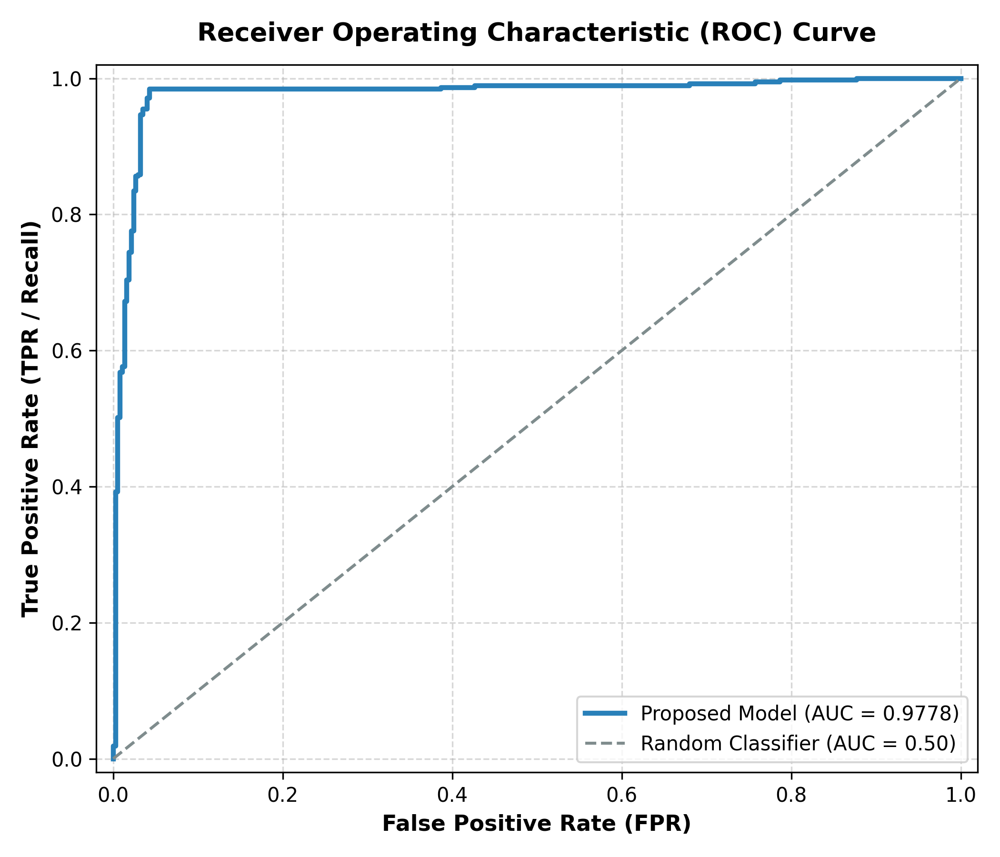 Receiver Operating Characteristic (ROC) Curve
1.0
0.8
0.6
0.4
0.2
0.0
True Positive Rate (TPR / Recall)
Proposed Model (AUC = 0.9778)
Random Classifier (AUC = 0.50)
0.0 0.2 0.4 0.6 0.8 1.0
False Positive Rate (FPR)